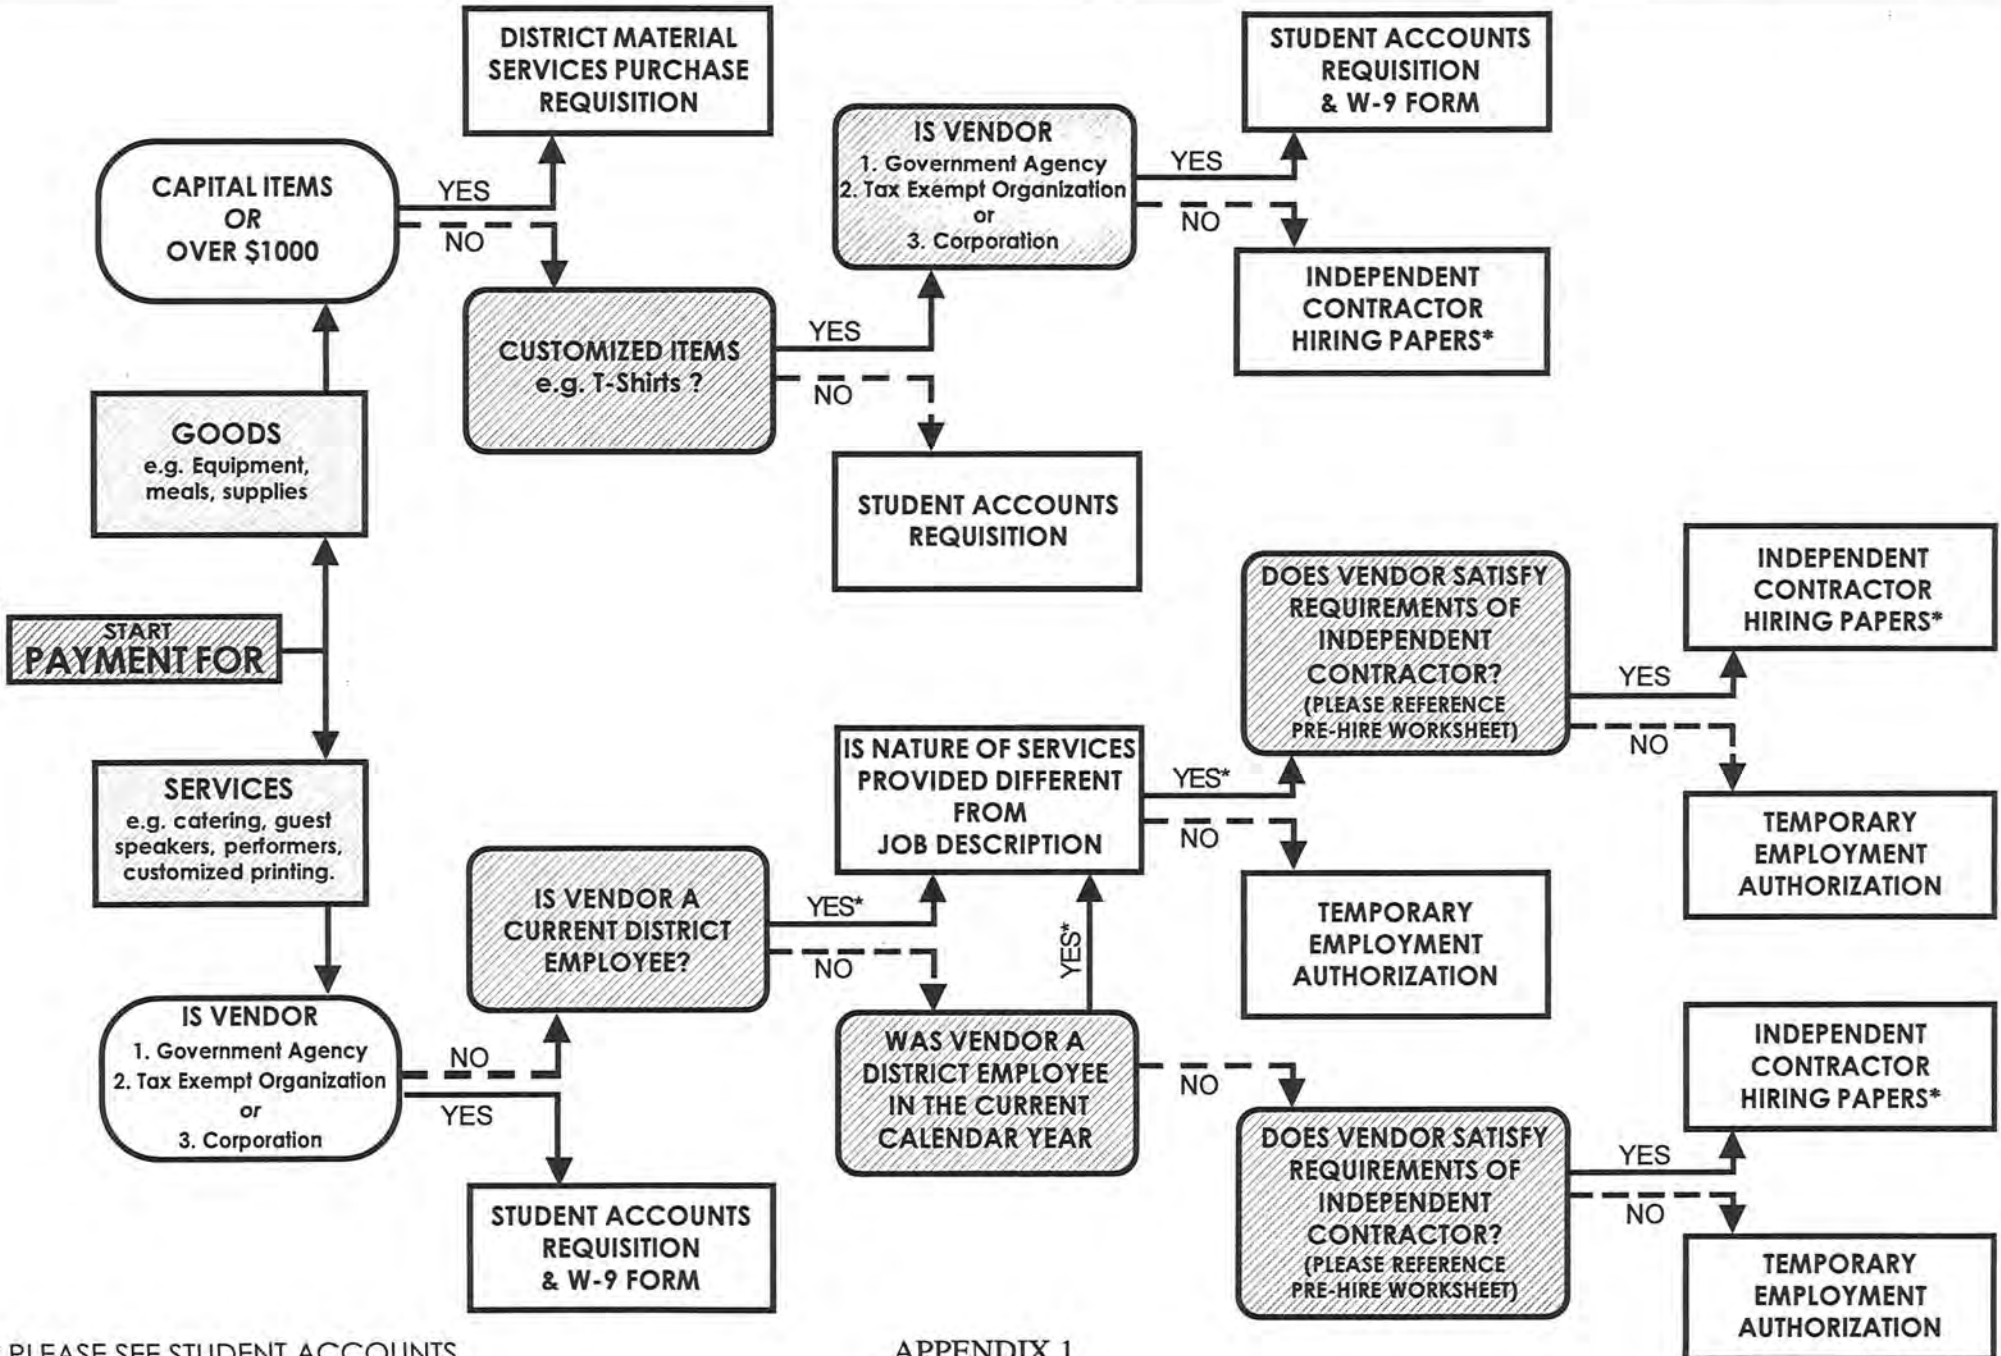 DISTRICT MATERIAL
SERVICES PURCHASE
REQUISITION
STUDENT ACCOUNTS
REQUISITION
& W-9 FORM
CAPITAL ITEMS
OR
OVER $1000
YES
NO
IS VENDOR
1. Government Agency
2. Tax Exempt Organization
or
3. Corporation
YES
NO
INDEPENDENT
CONTRACTOR
HIRING PAPERS*
CUSTOMIZED ITEMS
e.g. T-Shirts ?
YES
NO
GOODS
e.g. Equipment,
meals, supplies
STUDENT ACCOUNTS
REQUISITION
START
PAYMENT FOR
SERVICES
e.g. catering, guest
speakers, performers,
customized printing.
IS VENDOR
1. Government Agency
2. Tax Exempt Organization
or
3. Corporation
NO
YES
STUDENT ACCOUNTS
REQUISITION
& W-9 FORM
IS VENDOR A
CURRENT DISTRICT
EMPLOYEE?
YES*
NO
IS NATURE OF SERVICES
PROVIDED DIFFERENT
FROM
JOB DESCRIPTION
YES*
NO
YES*
WAS VENDOR A
DISTRICT EMPLOYEE
IN THE CURRENT
CALENDAR YEAR
NO
DOES VENDOR SATISFY
REQUIREMENTS OF
INDEPENDENT
CONTRACTOR?
(PLEASE REFERENCE
PRE-HIRE WORKSHEET)
YES
NO
INDEPENDENT
CONTRACTOR
HIRING PAPERS*
TEMPORARY
EMPLOYMENT
AUTHORIZATION
TEMPORARY
EMPLOYMENT
AUTHORIZATION
DOES VENDOR SATISFY
REQUIREMENTS OF
INDEPENDENT
CONTRACTOR?
(PLEASE REFERENCE
PRE-HIRE WORKSHEET)
YES
NO
INDEPENDENT
CONTRACTOR
HIRING PAPERS*
TEMPORARY
EMPLOYMENT
AUTHORIZATION
PLEASE SEE STUDENT ACCOUNTS
APPENDIX 1